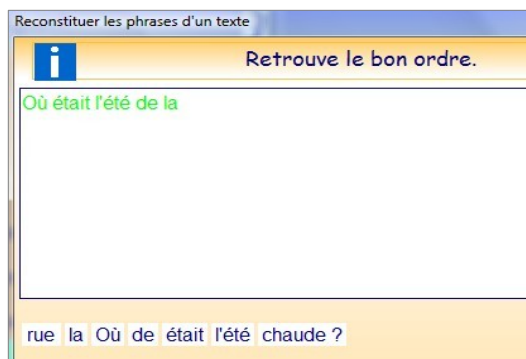 Reconstituer les phrases d'un texte
i Retrouve le bon ordre.
Où était l'été de la
rue la Où de était l'été chaude ?